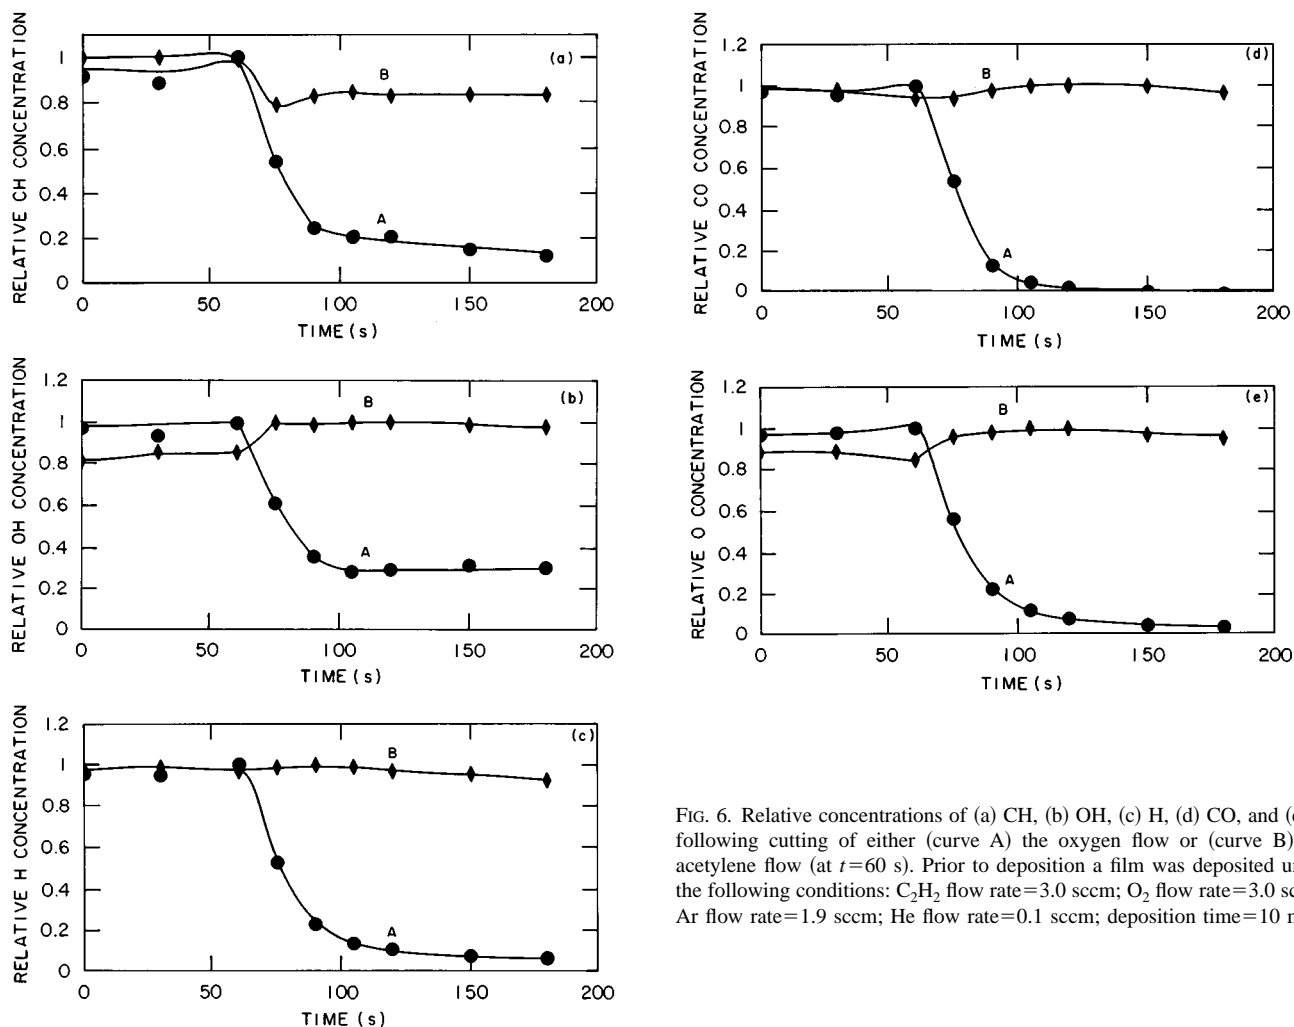 RELATIVE CH CONCENTRATION
1
0.8
0.6
0.4
0.2
0
(a)
B
A
0 50 100 150 200
TIME (s)
RELATIVE OH CONCENTRATION
1.2
1
0.8
0.6
0.4
0.2
0
(b)
B
A
0 50 100 150 200
TIME (s)
RELATIVE H CONCENTRATION
1.2
1
0.8
0.6
0.4
0.2
0
(c)
B
A
0 50 100 150 200
TIME (s)
RELATIVE CO CONCENTRATION
1.2
1
0.8
0.6
0.4
0.2
0
(d)
B
A
0 50 100 150 200
TIME (s)
RELATIVE O CONCENTRATION
1.2
1
0.8
0.6
0.4
0.2
0
(e)
B
A
0 50 100 150 200
TIME (s)
FIG. 6. Relative concentrations of (a) CH, (b) OH, (c) H, (d) CO, and
following cutting of either (curve A) the oxygen flow or (curve B)
acetylene flow (at t=60 s). Prior to deposition a film was deposited
the following conditions: C₂H₂ flow rate=3.0 sccm; O₂ flow rate=3.0
Ar flow rate=1.9 sccm; He flow rate=0.1 sccm; deposition time=10